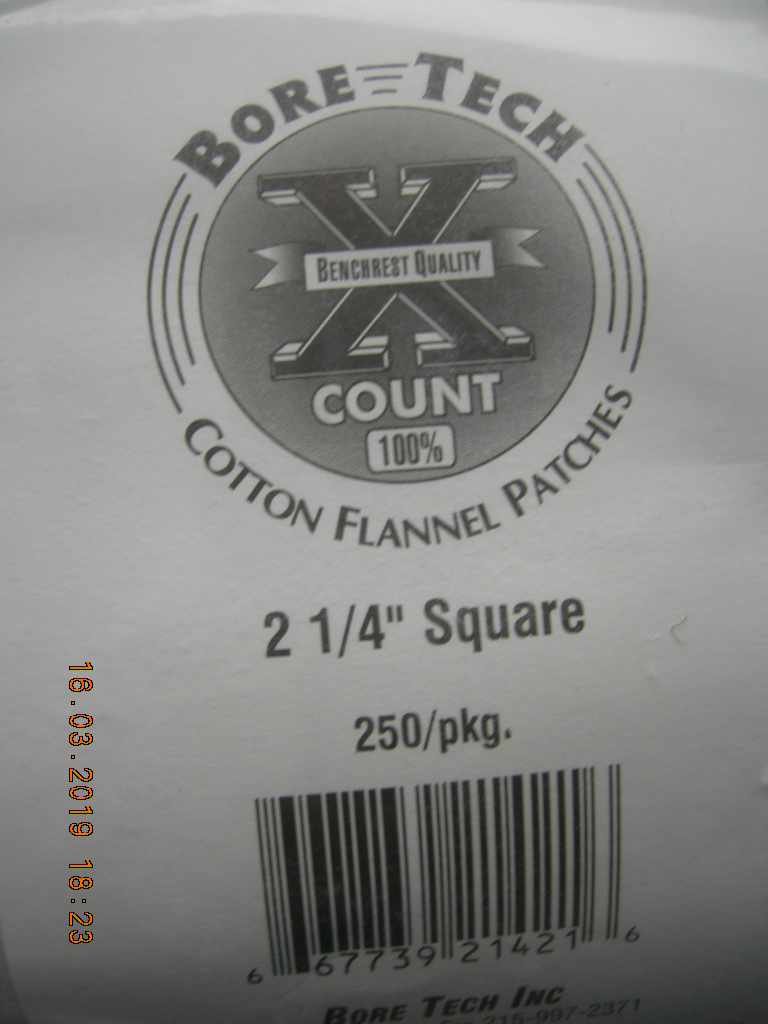 BORE TECH
X
BENCHREST QUALITY
COUNT
100%
COTTON FLANNEL PATCHES
2 1/4" Square
250/pkg.
6 67739 21421 6
BORE TECH INC
215-997-2371
16.03.2019 18:23